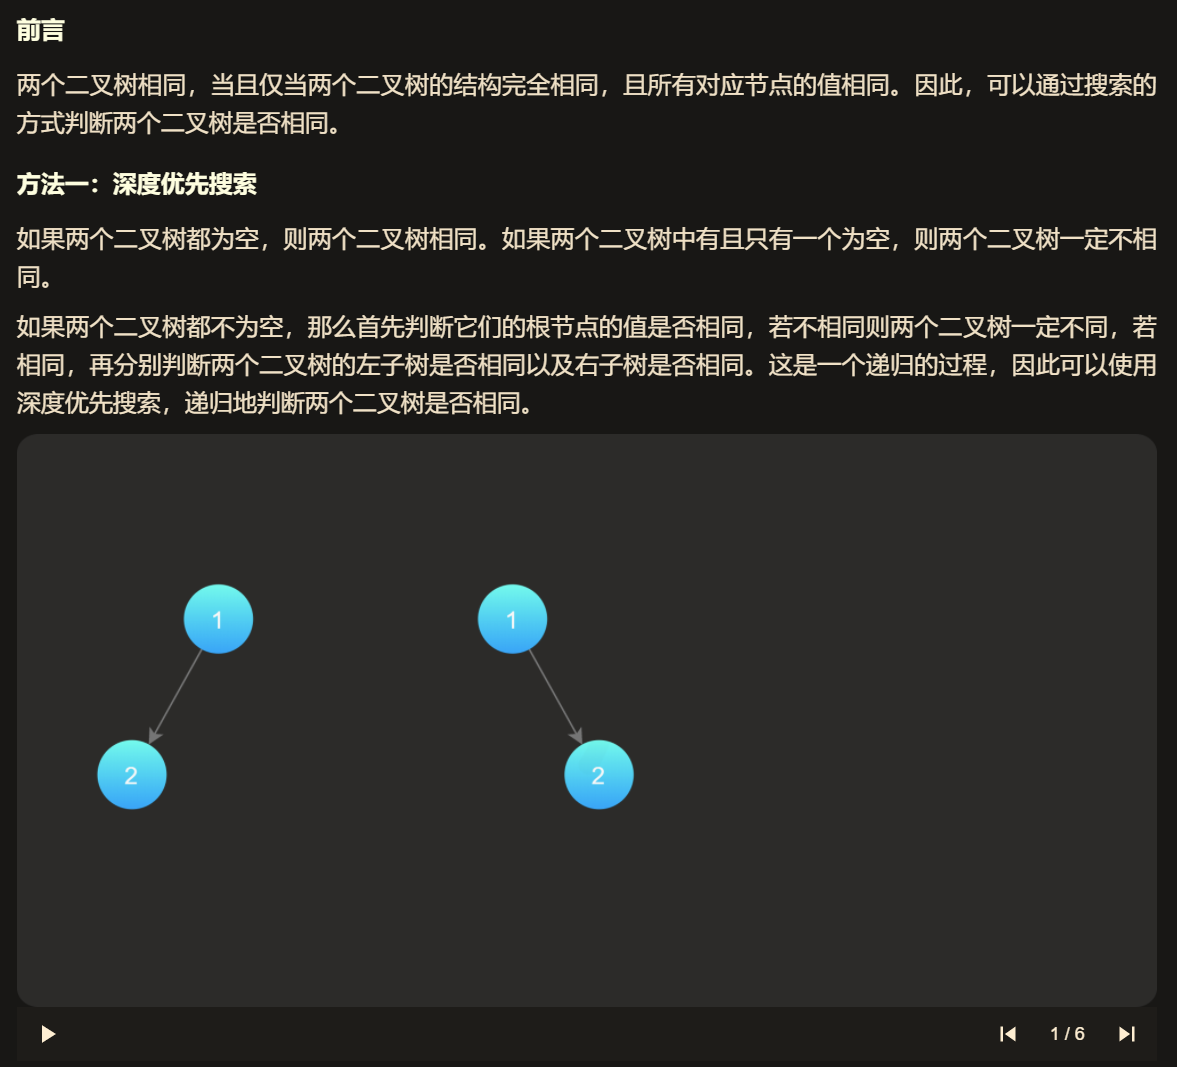 前言
两个二叉树相同，当且仅当两个二叉树的结构完全相同，且所有对应节点的值相同。因此，可以通过搜索的
方式判断两个二叉树是否相同。
方法一：深度优先搜索
如果两个二叉树都为空，则两个二叉树相同。如果两个二叉树中有且只有一个为空，则两个二叉树一定不相
同。
如果两个二叉树都不为空，那么首先判断它们的根节点的值是否相同，若不相同则两个二叉树一定不同，若
相同，再分别判断两个二叉树的左子树是否相同以及右子树是否相同。这是一个递归的过程，因此可以使用
深度优先搜索，递归地判断两个二叉树是否相同。
1
1
2
2
1 / 6